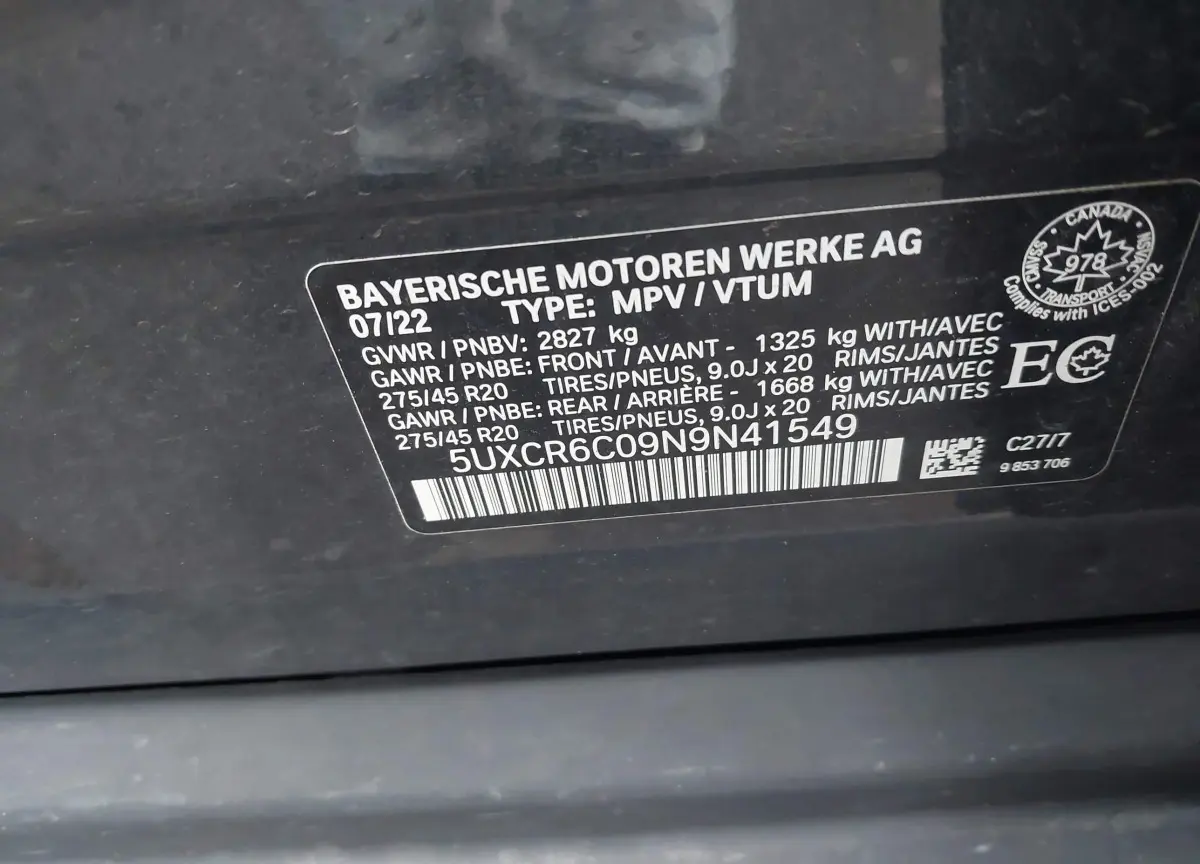 BAYERISCHE MOTOREN WERKE AG
07/22 TYPE: MPV / VTUM
GVWR / PNBV: 2827 kg
GAWR / PNBE: FRONT / AVANT - 1325 kg WITH/AVEC
275/45 R20 TIRES/PNEUS, 9.0J x 20 RIMS/JANTES
GAWR / PNBE: REAR / ARRIÈRE - 1668 kg WITH/AVEC
275/45 R20 TIRES/PNEUS, 9.0J x 20 RIMS/JANTES
5UXCR6C09N9N41549
CANADA
CMVSS
978
NSVAC
TRANSPORT
Complies with ICES-002
EC
C27/7
9 853 706